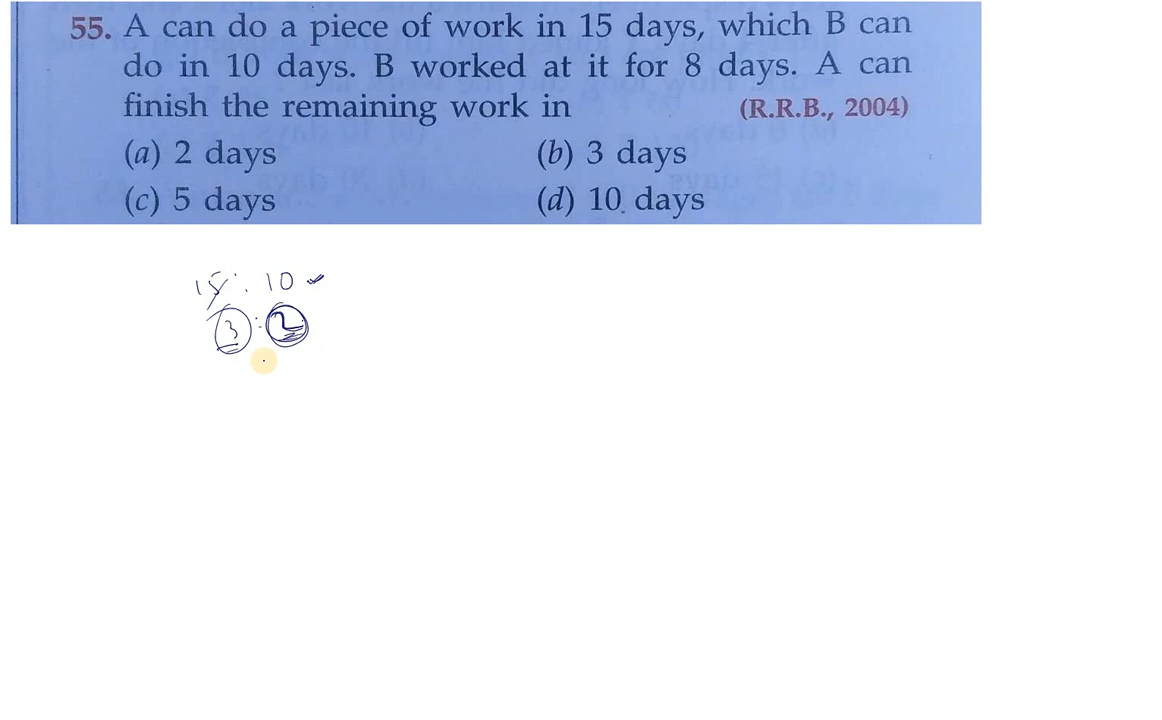 55. A can do a piece of work in 15 days, which B can
do in 10 days. B worked at it for 8 days. A can
finish the remaining work in (R.R.B., 2004)
(a) 2 days (b) 3 days
(c) 5 days (d) 10 days
15 : 10
3 : 2